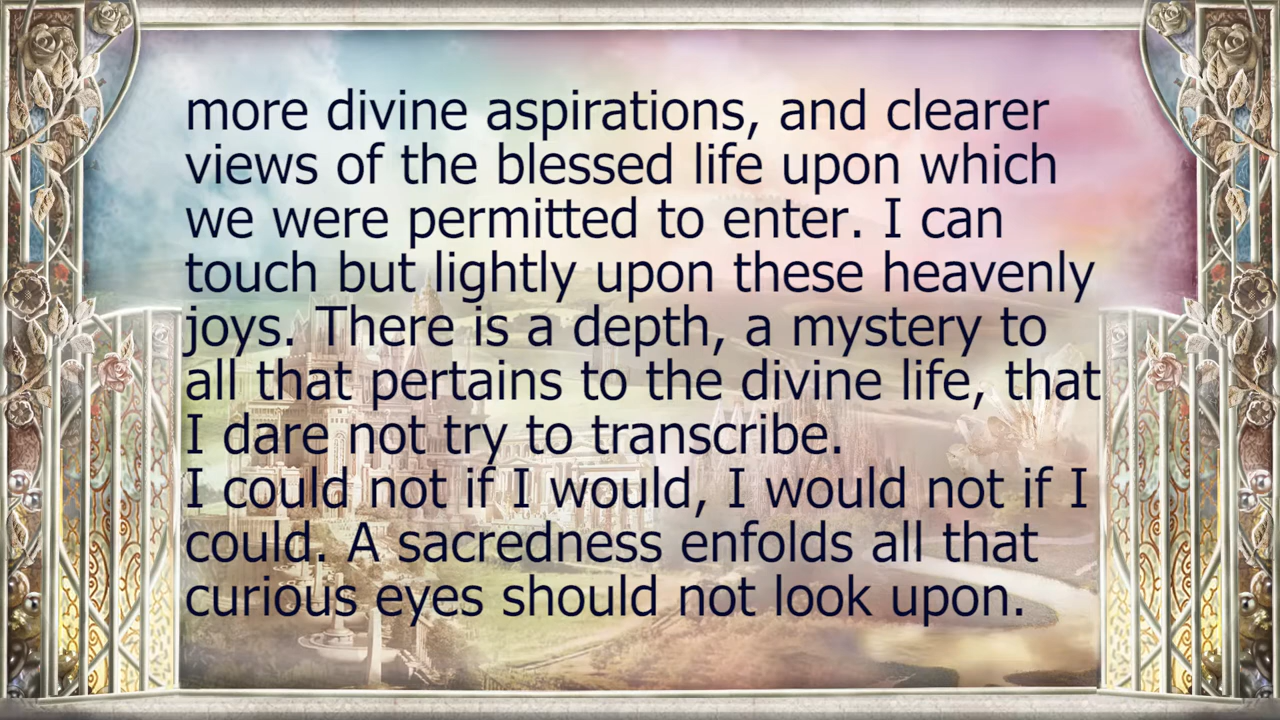 more divine aspirations, and clearer
views of the blessed life upon which
we were permitted to enter. I can
touch but lightly upon these heavenly
joys. There is a depth, a mystery to
all that pertains to the divine life, that
I dare not try to transcribe.
I could not if I would, I would not if I
could. A sacredness enfolds all that
curious eyes should not look upon.